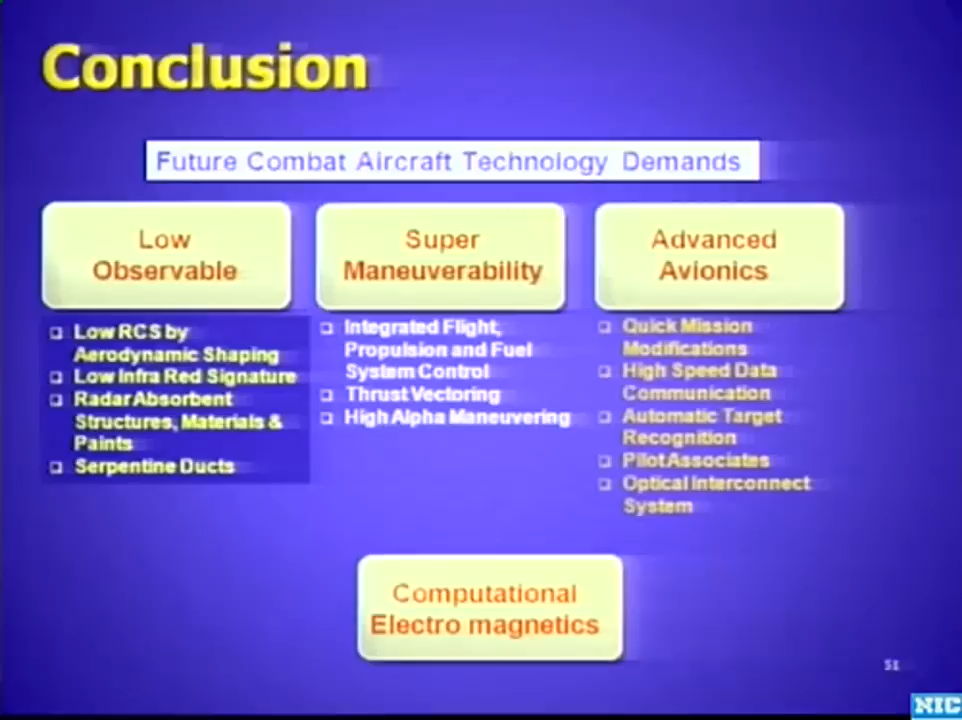 Conclusion
Future Combat Aircraft Technology Demands
Low
Observable
Low RCS by
Aerodynamic Shaping
Low Infra Red Signature
Radar Absorbent
Structures, Materials &
Paints
Serpentine Ducts
Super
Maneuverability
Integrated Flight,
Propulsion and Fuel
System Control
Thrust Vectoring
High Alpha Maneuvering
Advanced
Avionics
Quick Mission
Modifications
High Speed Data
Communication
Automatic Target
Recognition
Pilot Associates
Optical Interconnect
System
Computational
Electro magnetics
51
NIC